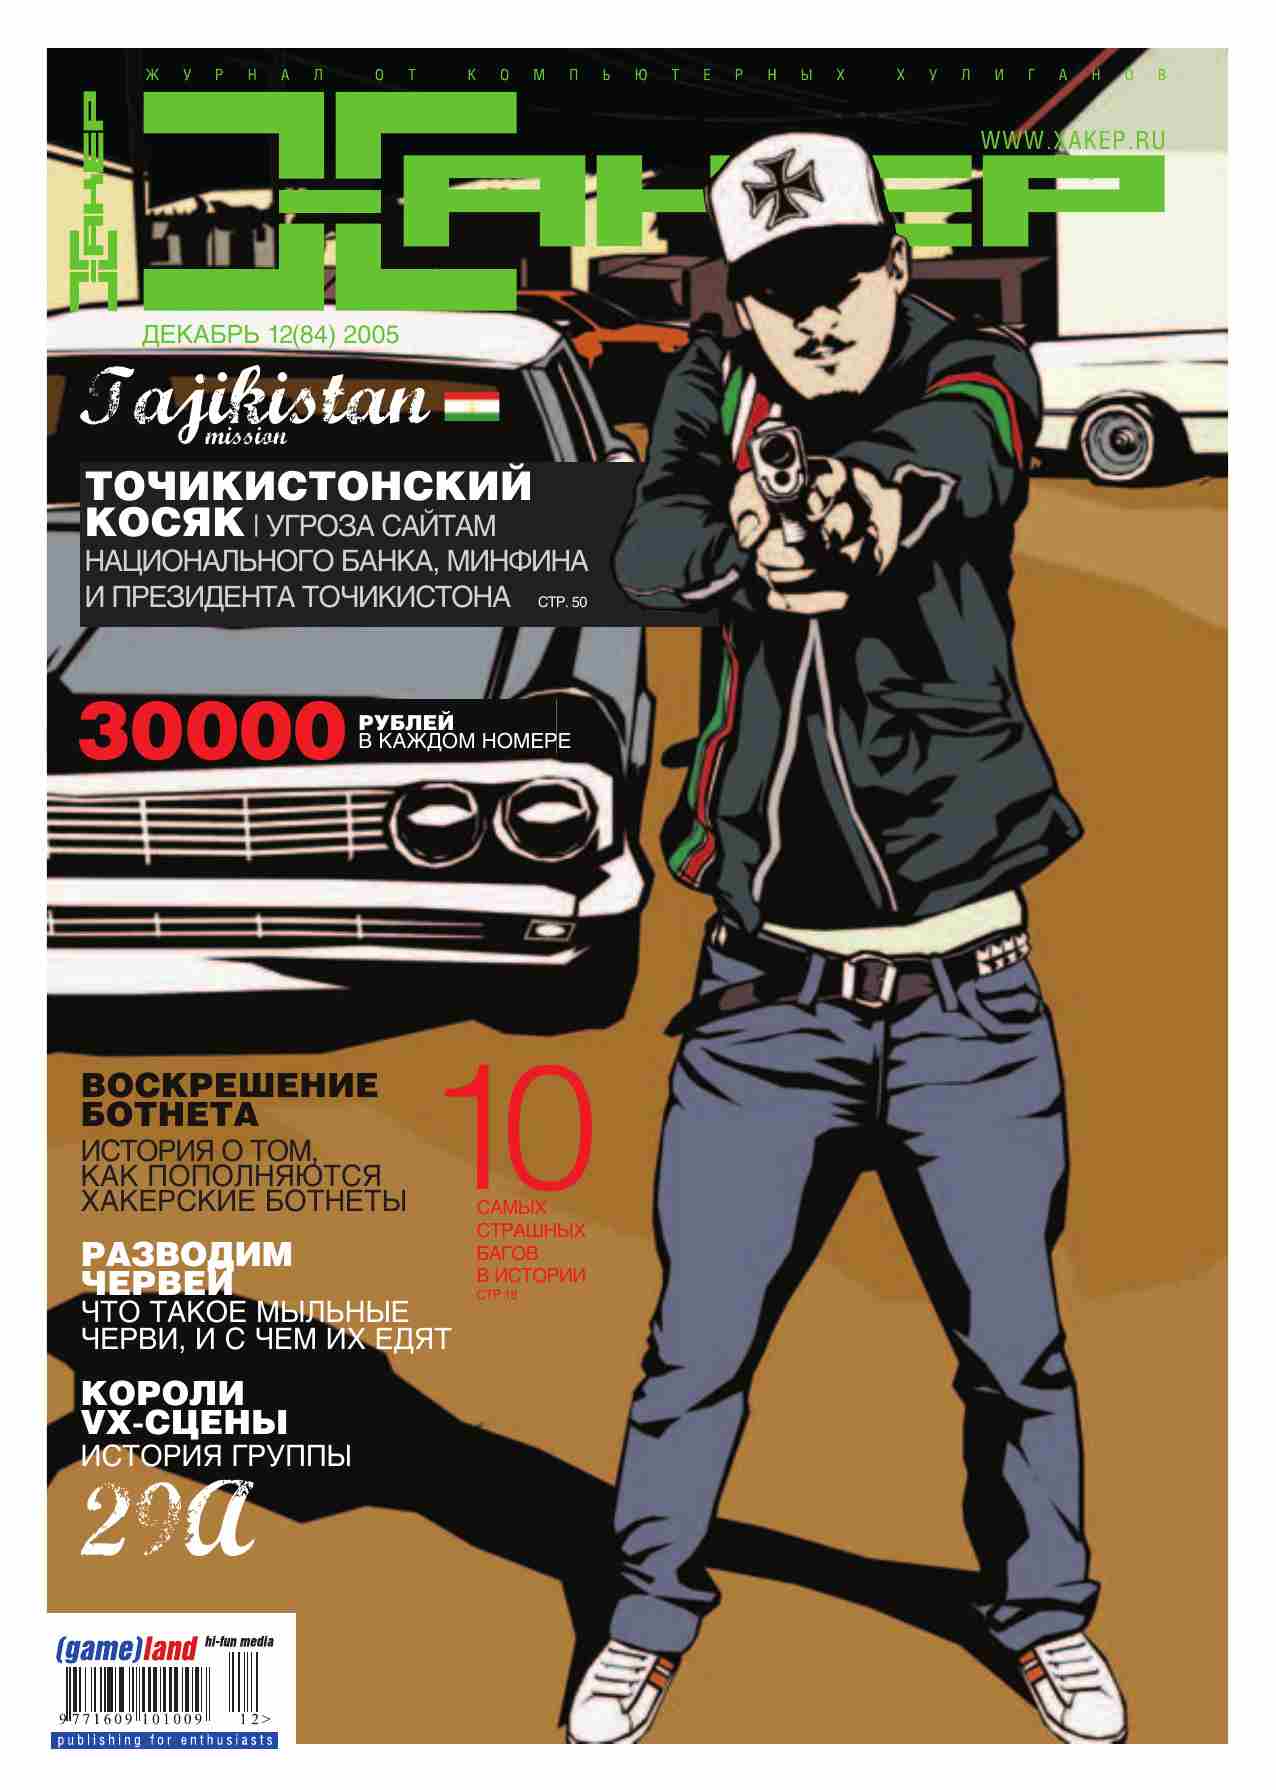 ЖУРНАЛ ОТ КОМПЬЮТЕРНЫХ ХУЛИГАНОВ
ХАКЕР
ХАКЕР
WWW.XAKEP.RU
ДЕКАБРЬ 12(84) 2005
Tajikistan
mission
ТОЧИКИСТОНСКИЙ
КОСЯК | УГРОЗА САЙТАМ
НАЦИОНАЛЬНОГО БАНКА, МИНФИНА
И ПРЕЗИДЕНТА ТОЧИКИСТОНА СТР. 50
30000 РУБЛЕЙ
В КАЖДОМ НОМЕРЕ
ВОСКРЕШЕНИЕ
БОТНЕТА
ИСТОРИЯ О ТОМ,
КАК ПОПОЛНЯЮТСЯ
ХАКЕРСКИЕ БОТНЕТЫ
10
САМЫХ
СТРАШНЫХ
БАГОВ
В ИСТОРИИ
СТР 18
РАЗВОДИМ
ЧЕРВЕЙ
ЧТО ТАКОЕ МЫЛЬНЫЕ
ЧЕРВИ, И С ЧЕМ ИХ ЕДЯТ
КОРОЛИ
VX-СЦЕНЫ
ИСТОРИЯ ГРУППЫ
29A
(game)land hi-fun media
9 771609 101009 12>
publishing for enthusiasts